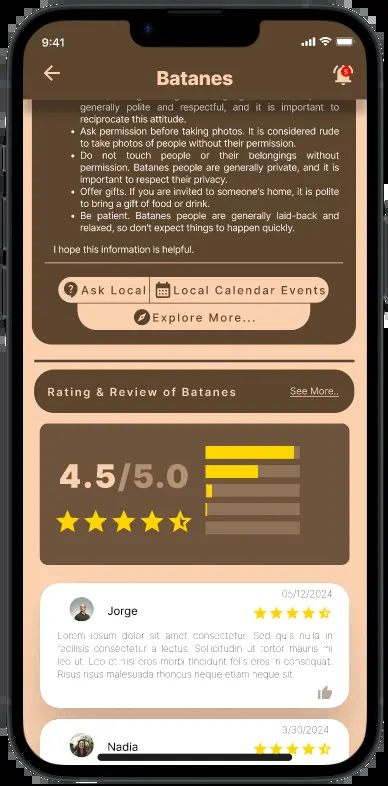 9:41
Batanes
5
generally polite and respectful, and it is important to
reciprocate this attitude.
• Ask permission before taking photos. It is considered rude
to take photos of people without their permission.
• Do not touch people or their belongings without
permission. Batanes people are generally private, and it is
important to respect their privacy.
• Offer gifts. If you are invited to someone's home, it is polite
to bring a gift of food or drink.
• Be patient. Batanes people are generally laid-back and
relaxed, so don't expect things to happen quickly.
I hope this information is helpful.
Ask Local
Local Calendar Events
Explore More...
Rating & Review of Batanes
See More..
4.5/5.0
05/12/2024
Jorge
Lorem ipsum dolor sit amet consectetur. Sed quis nulla in
facilisis consectetur a lectus. Sollicitudin ut tortor mauris mi
leo ut. Leo et nisi eros morbi tincidunt felis eros in consequat.
Risus risus malesuada rhoncus neque etiam neque sit.
3/30/2024
Nadia